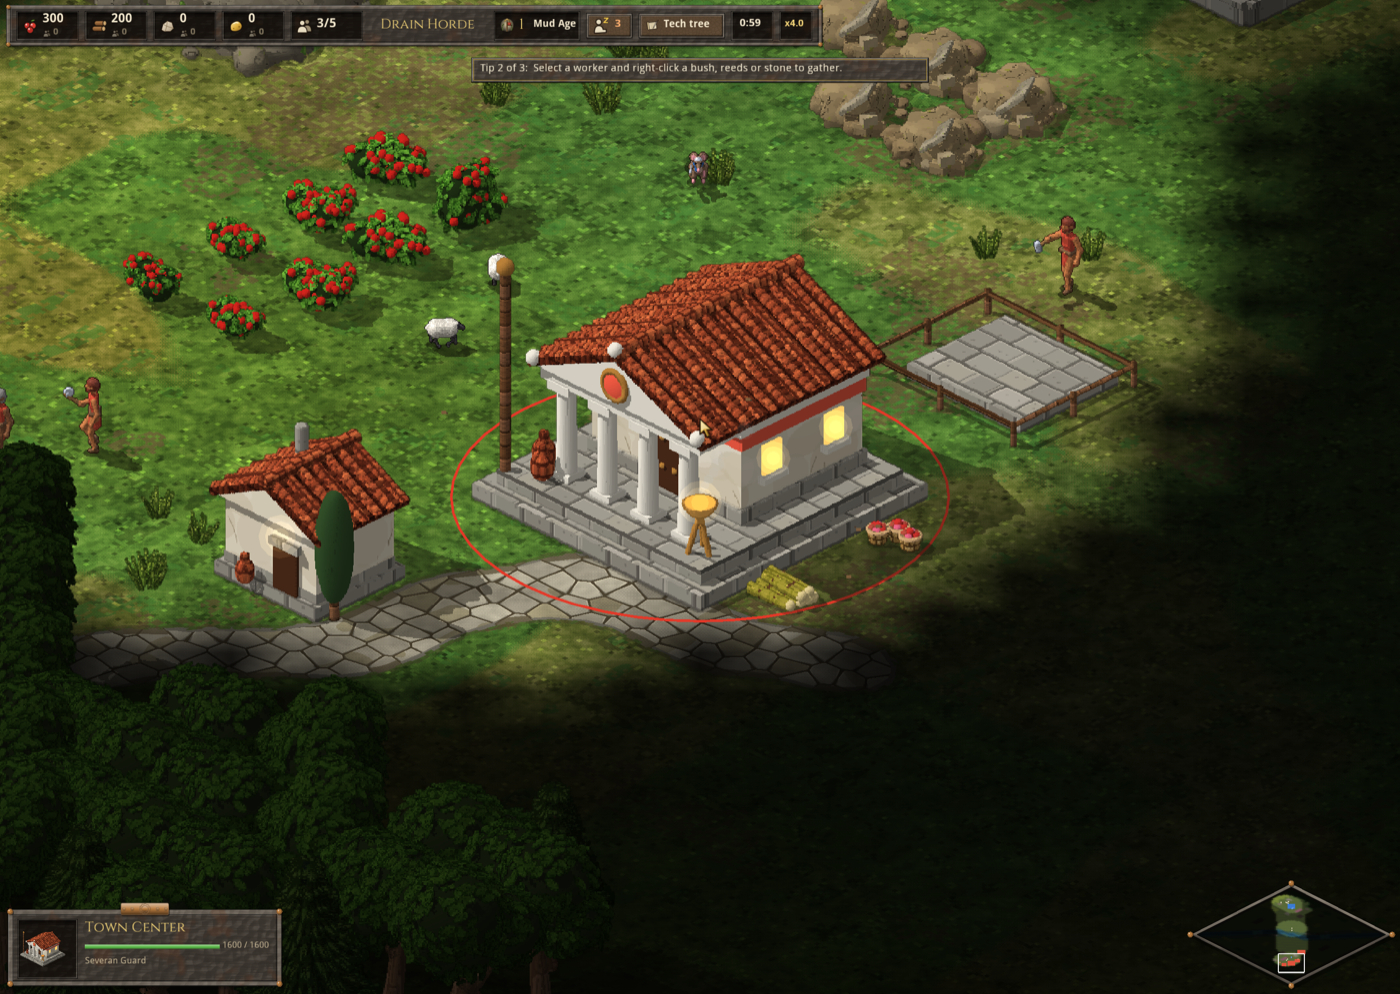 300
0
200
0
0
0
0
0
3/5
DRAIN HORDE
I
Mud Age
z
3
Tech tree
0:59
x4.0
Tip 2 of 3: Select a worker and right-click a bush, reeds or stone to gather.
TOWN CENTER
1600 / 1600
Severan Guard